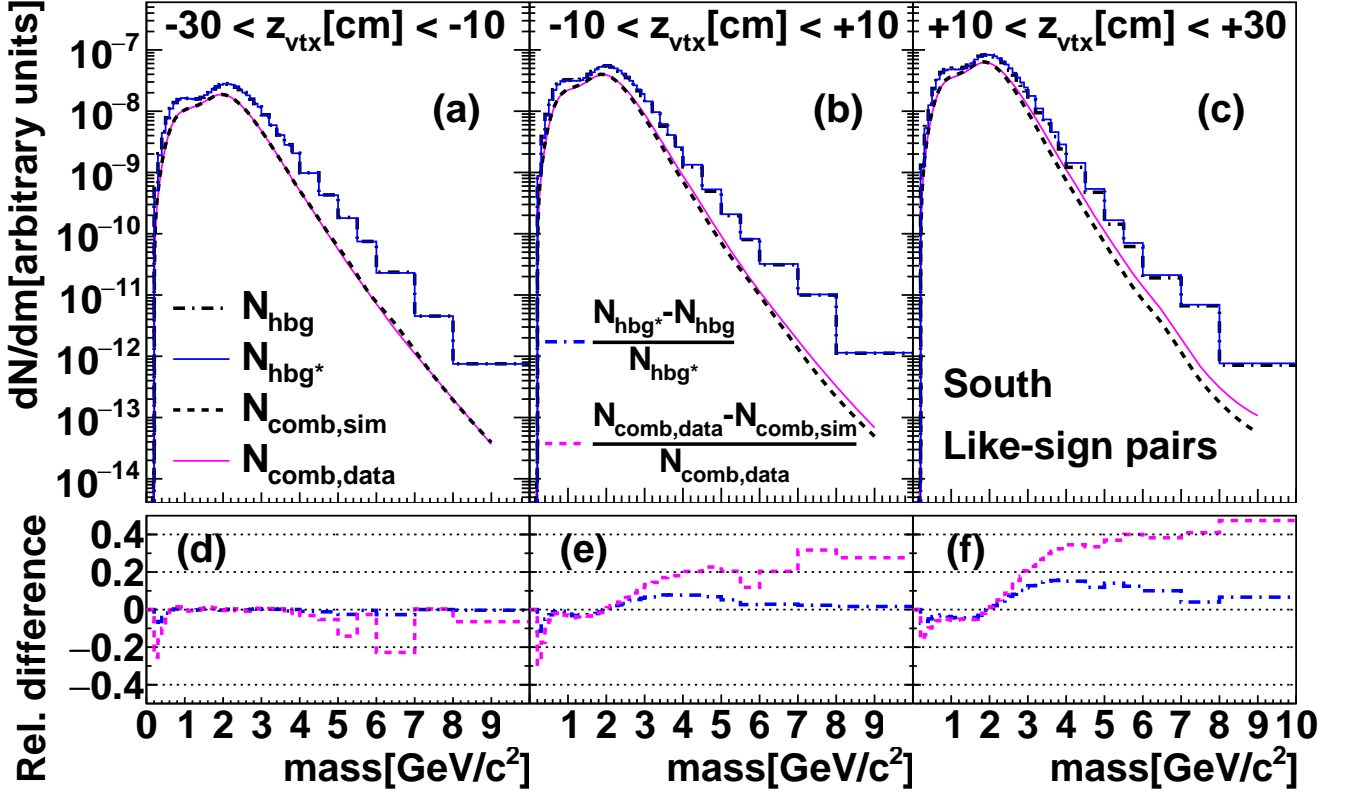 -30 < z_vtx[cm] < -10
-10 < z_vtx[cm] < +10
+10 < z_vtx[cm] < +30
dN/dm[arbitrary units]
10^−7
10^−8
10^−9
10^−10
10^−11
10^−12
10^−13
10^−14
(a)
(b)
(c)
N_hbg
N_hbg*
N_comb,sim
N_comb,data
N_hbg*-N_hbg
N_hbg*
N_comb,data-N_comb,sim
N_comb,data
South
Like-sign pairs
Rel. difference
0.4
0.2
0
−0.2
−0.4
(d)
(e)
(f)
0 1 2 3 4 5 6 7 8 9
1 2 3 4 5 6 7 8 9
1 2 3 4 5 6 7 8 9 10
mass[GeV/c^2]
mass[GeV/c^2]
mass[GeV/c^2]